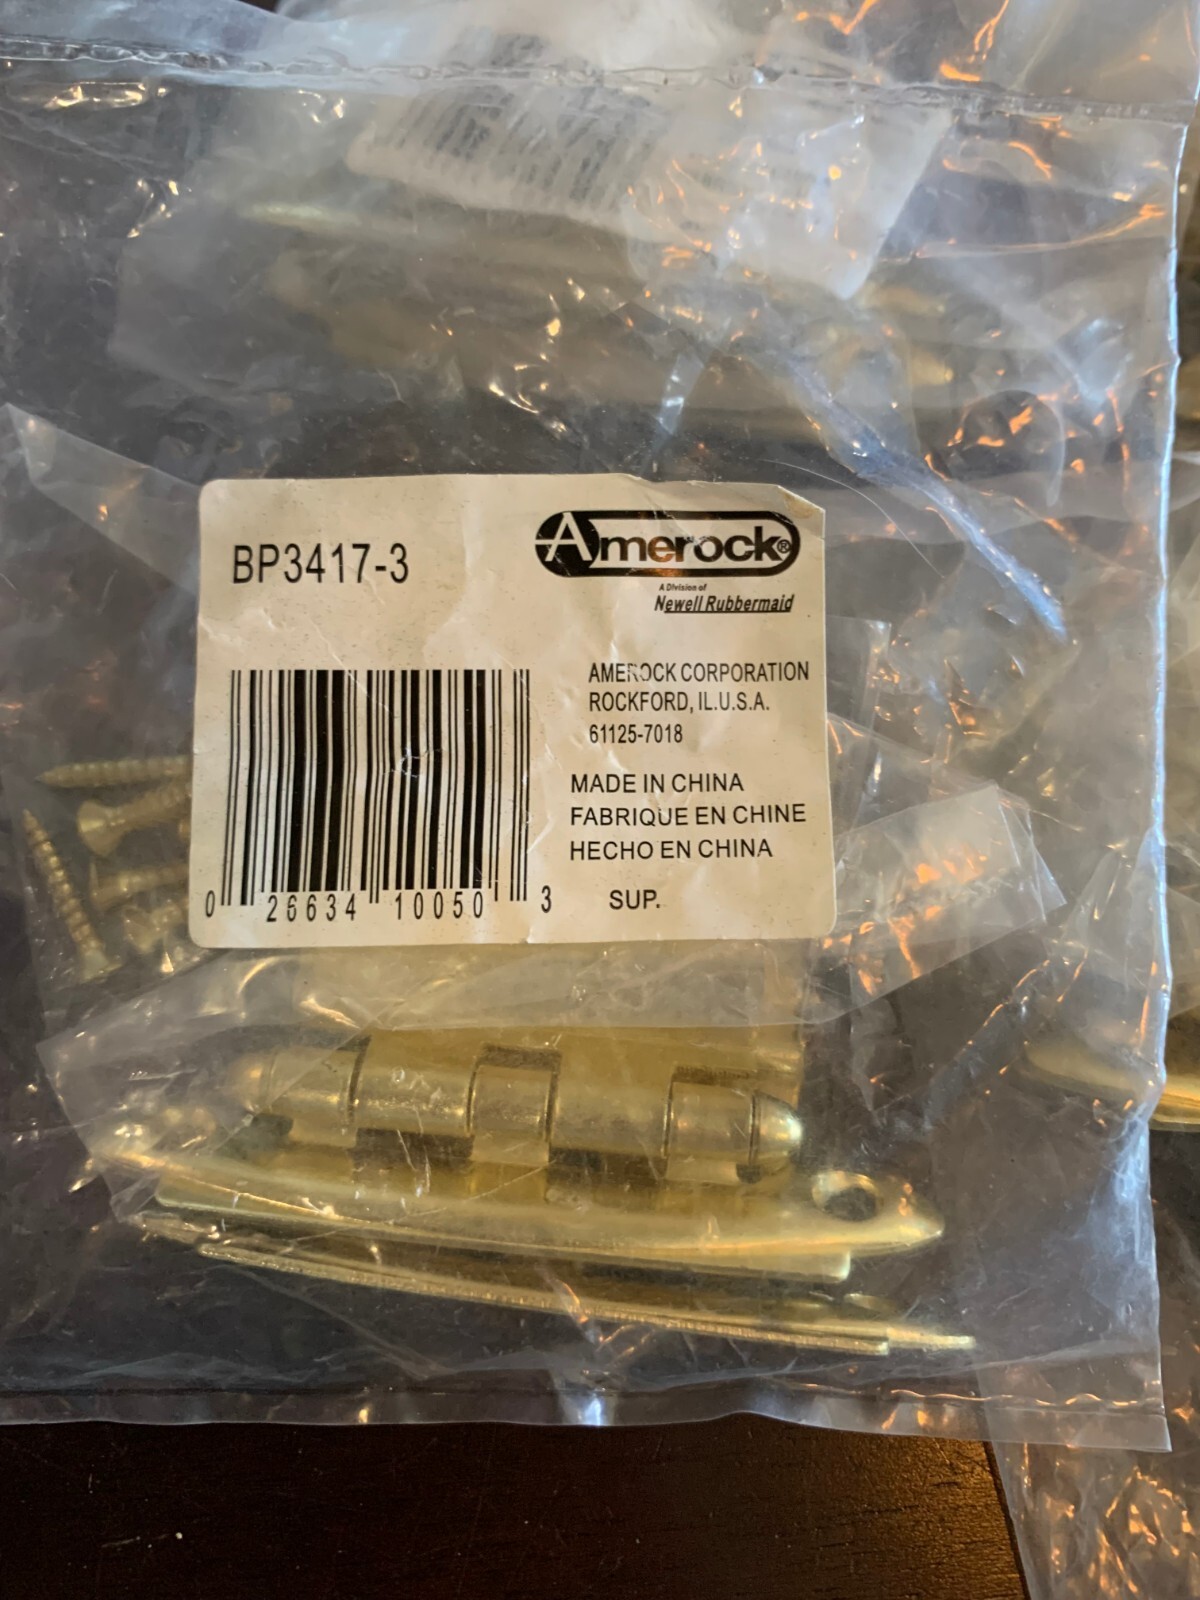 BP3417-3
Amerock®
A Division of
Newell Rubbermaid
AMEROCK CORPORATION
ROCKFORD, IL.U.S.A.
61125-7018
MADE IN CHINA
FABRIQUE EN CHINE
HECHO EN CHINA
SUP.
0 26634 10050 3